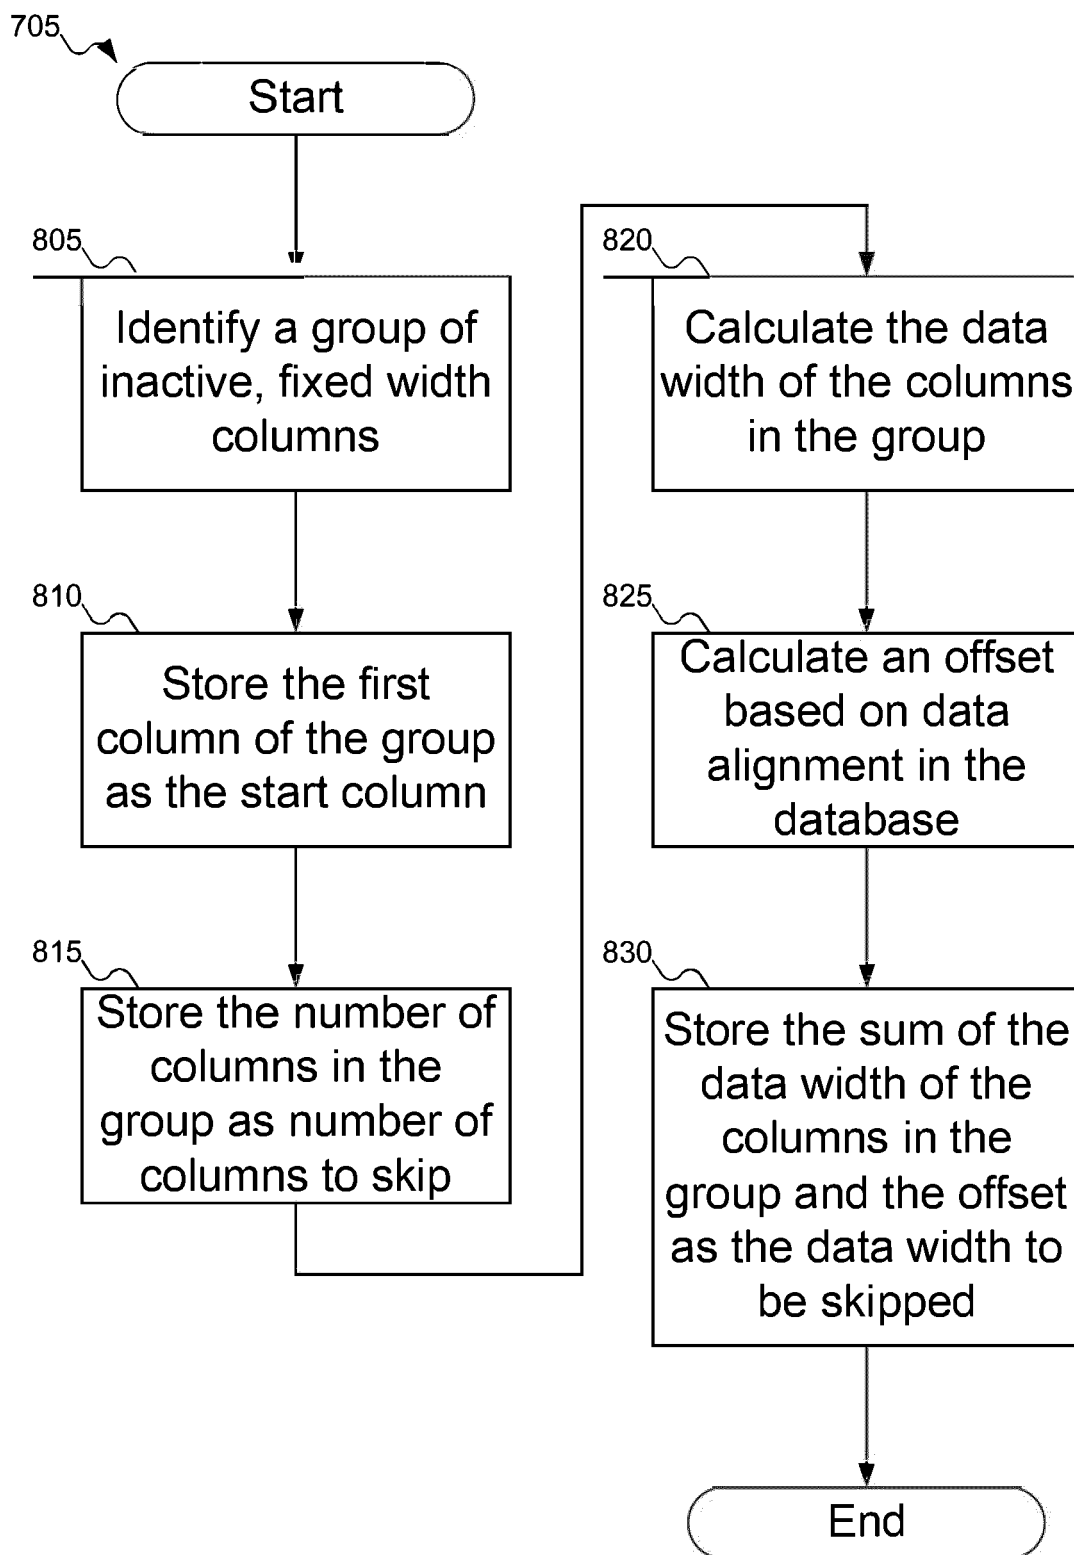 705
Start
805
Identify a group of
inactive, fixed width
columns
810
Store the first
column of the group
as the start column
815
Store the number of
columns in the
group as number of
columns to skip
820
Calculate the data
width of the columns
in the group
825
Calculate an offset
based on data
alignment in the
database
830
Store the sum of the
data width of the
columns in the
group and the offset
as the data width to
be skipped
End